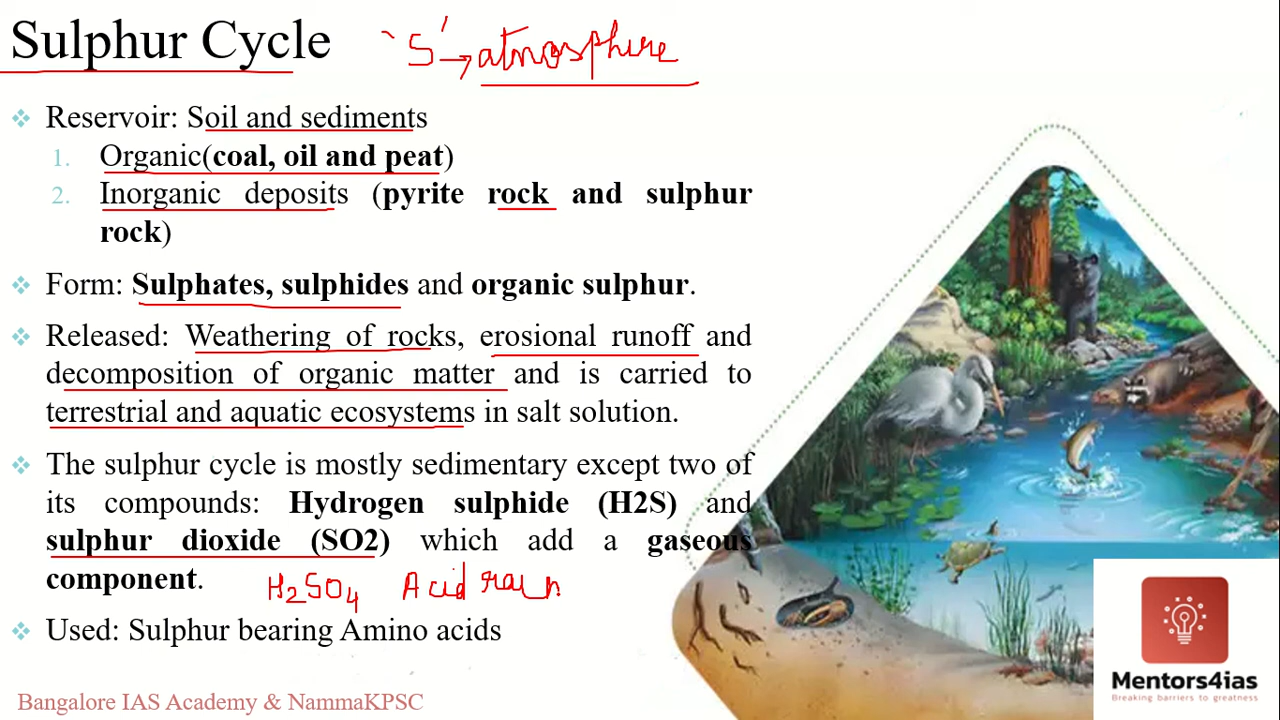 Sulphur Cycle 'S' → atmosphire
❖ Reservoir: Soil and sediments
1. Organic(coal, oil and peat)
2. Inorganic deposits (pyrite rock and sulphur
rock)
❖ Form: Sulphates, sulphides and organic sulphur.
❖ Released: Weathering of rocks, erosional runoff and
decomposition of organic matter and is carried to
terrestrial and aquatic ecosystems in salt solution.
❖ The sulphur cycle is mostly sedimentary except two of
its compounds: Hydrogen sulphide (H2S) and
sulphur dioxide (SO2) which add a gaseous
component.
H2SO4 Acid rain
❖ Used: Sulphur bearing Amino acids
Mentors4ias
Breaking barriers to greatness
Bangalore IAS Academy & NammaKPSC